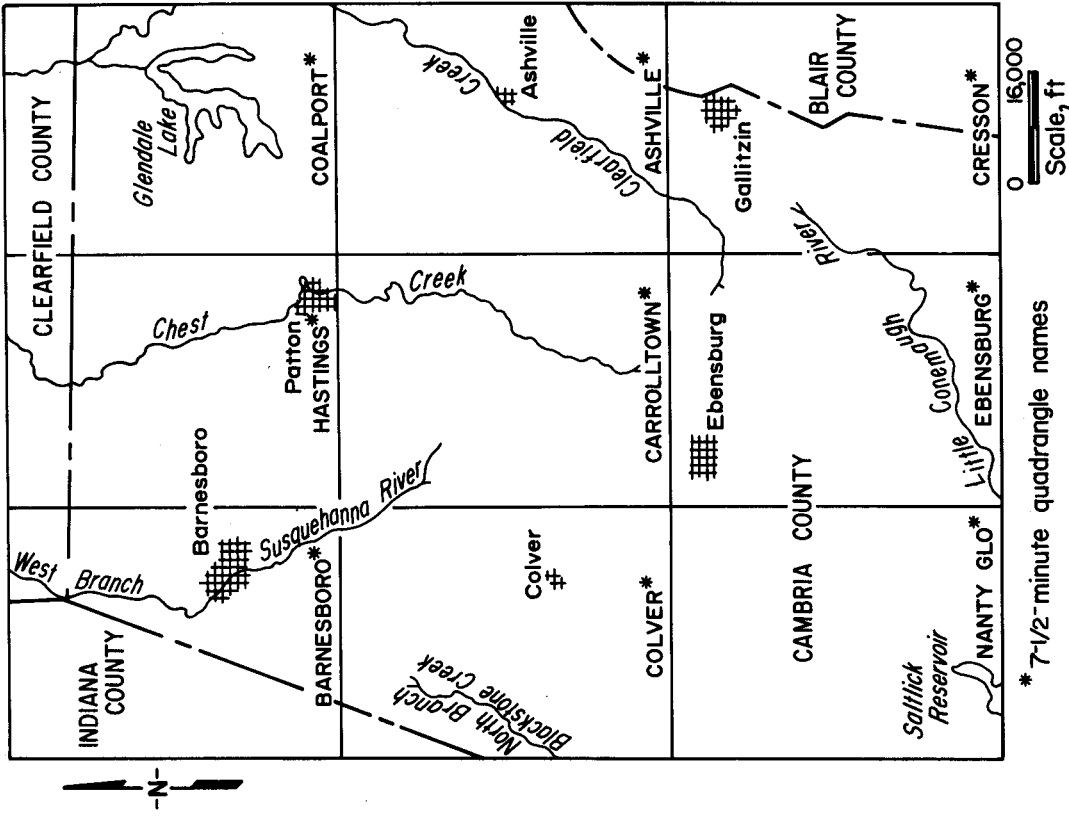 CLEARFIELD COUNTY
Glendale
Lake
COALPORT*
Chest
Patton
HASTINGS*
West
Branch
Barnesboro
Susquehanna River
INDIANA
COUNTY
BARNESBORO*
Creek
Ashville
Clearfield
ASHVILLE*
Creek
CARROLLTOWN*
Colver
COLVER*
North Branch
Blackstone Creek
Gallitzin
BLAIR
COUNTY
CRESSON*
Ebensburg
River
Conemaugh
Little
EBENSBURG*
CAMBRIA COUNTY
Saltlick
Reservoir
NANTY GLO*
-N-
0 16,000
Scale, ft
* 7-1/2-minute quadrangle names